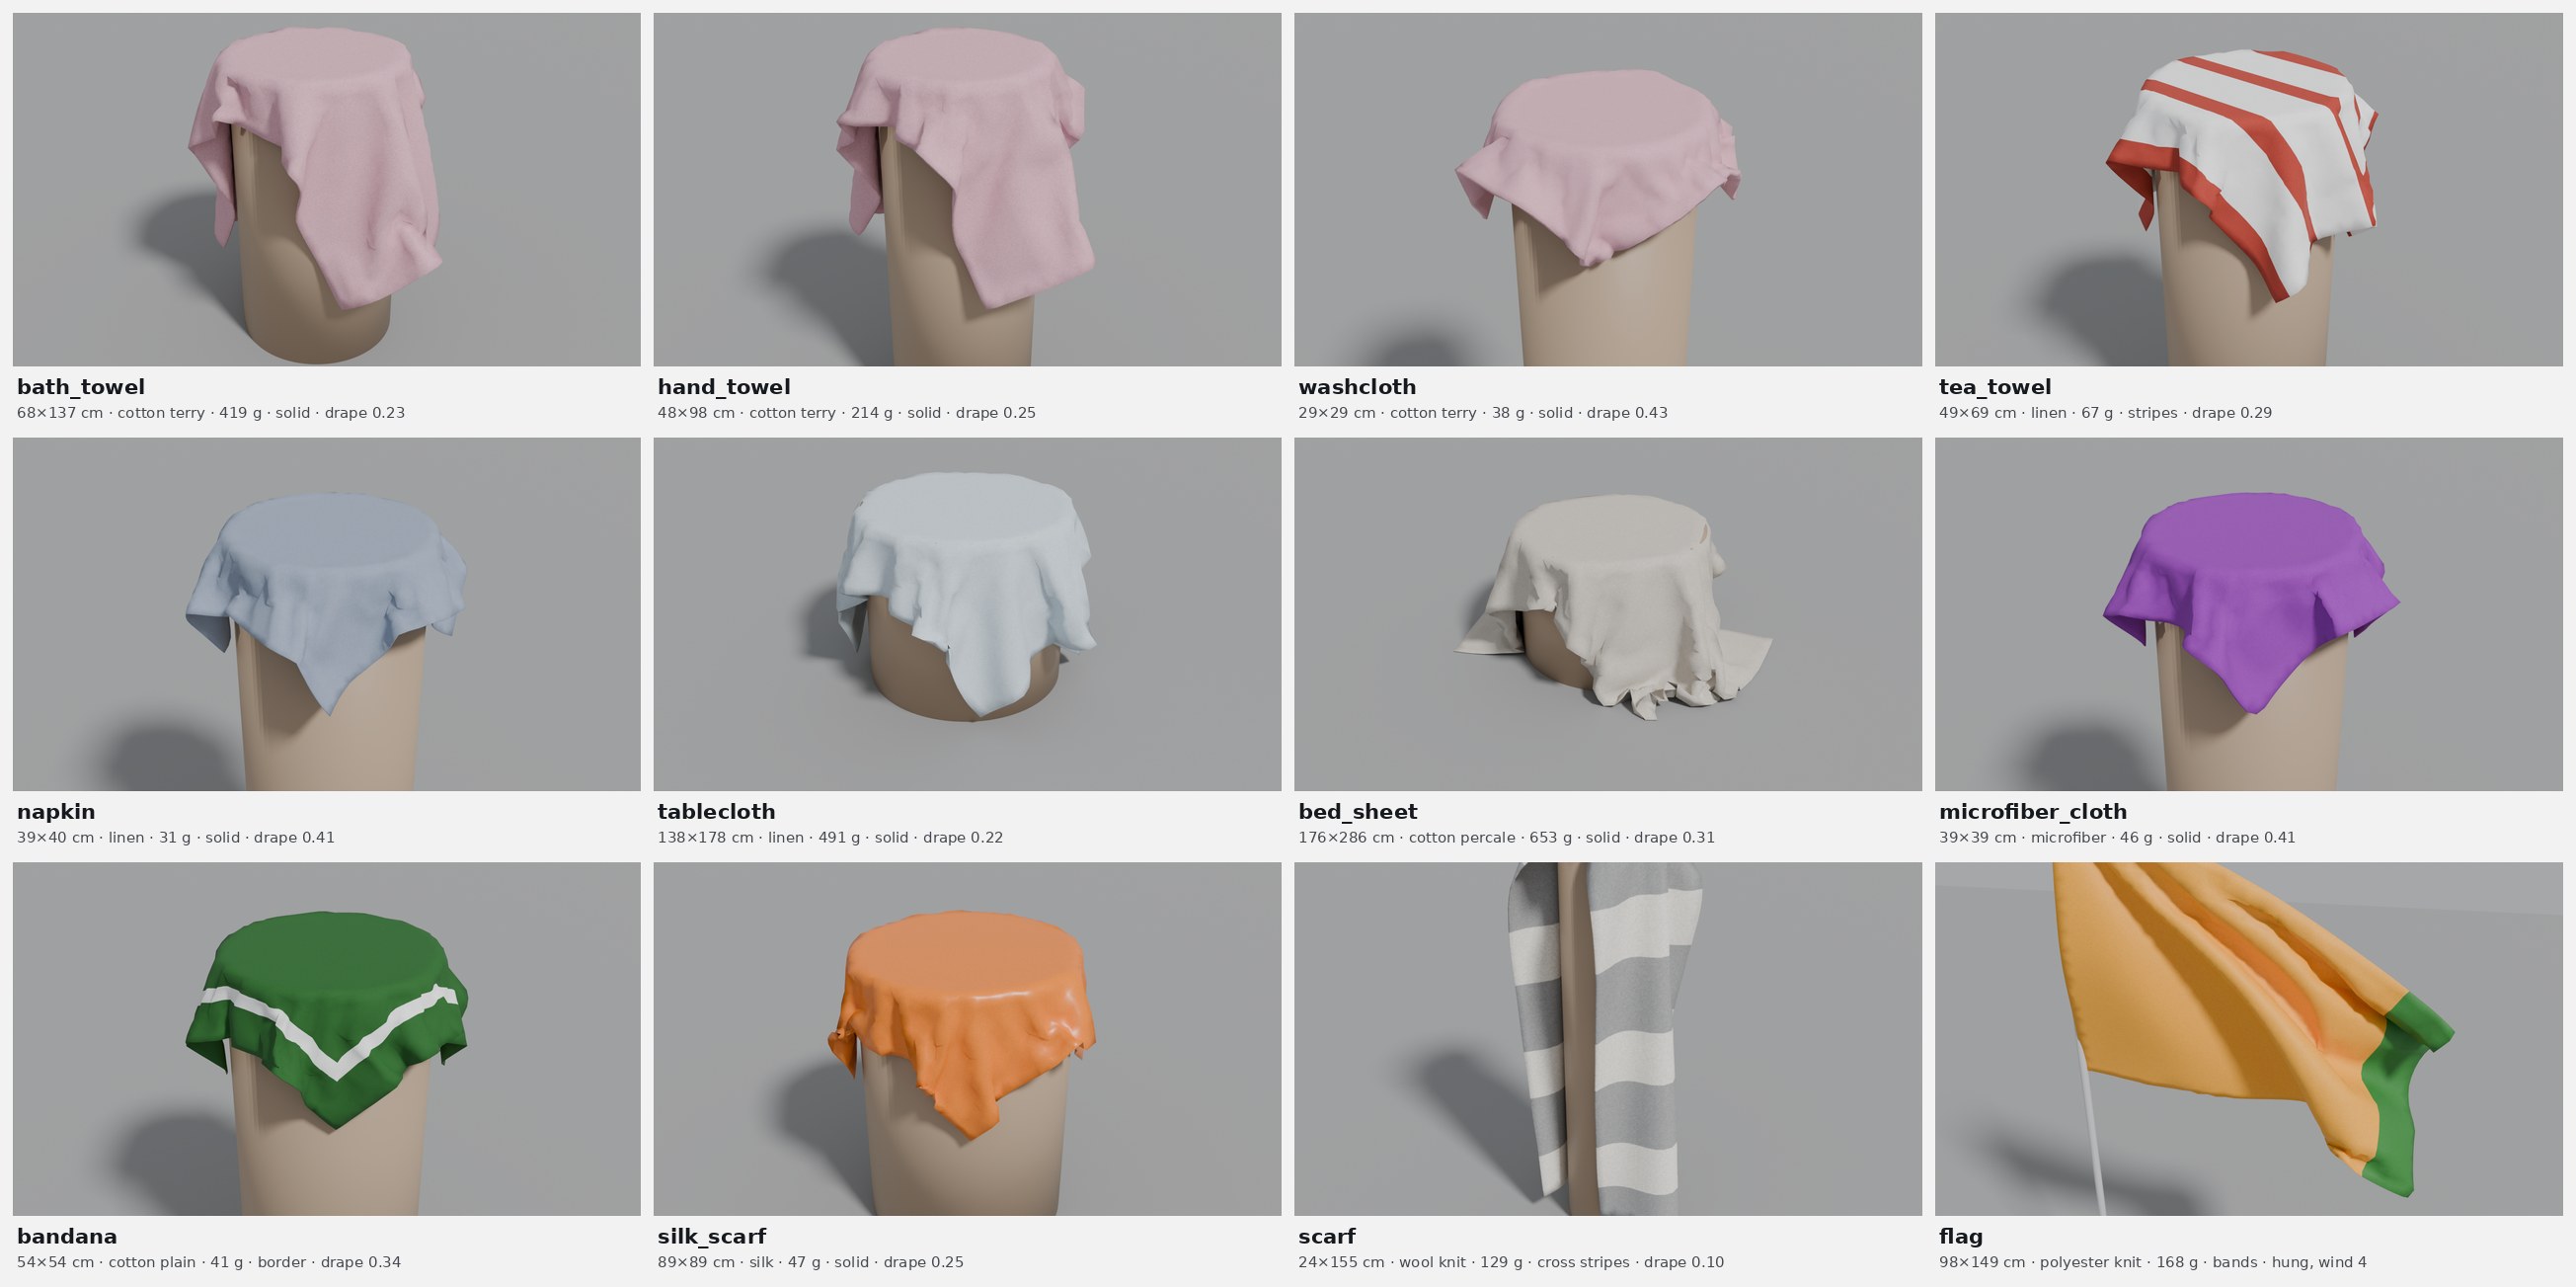 bath_towel
68×137 cm · cotton terry · 419 g · solid · drape 0.23
hand_towel
48×98 cm · cotton terry · 214 g · solid · drape 0.25
washcloth
29×29 cm · cotton terry · 38 g · solid · drape 0.43
tea_towel
49×69 cm · linen · 67 g · stripes · drape 0.29
napkin
39×40 cm · linen · 31 g · solid · drape 0.41
tablecloth
138×178 cm · linen · 491 g · solid · drape 0.22
bed_sheet
176×286 cm · cotton percale · 653 g · solid · drape 0.31
microfiber_cloth
39×39 cm · microfiber · 46 g · solid · drape 0.41
bandana
54×54 cm · cotton plain · 41 g · border · drape 0.34
silk_scarf
89×89 cm · silk · 47 g · solid · drape 0.25
scarf
24×155 cm · wool knit · 129 g · cross stripes · drape 0.10
flag
98×149 cm · polyester knit · 168 g · bands · hung, wind 4